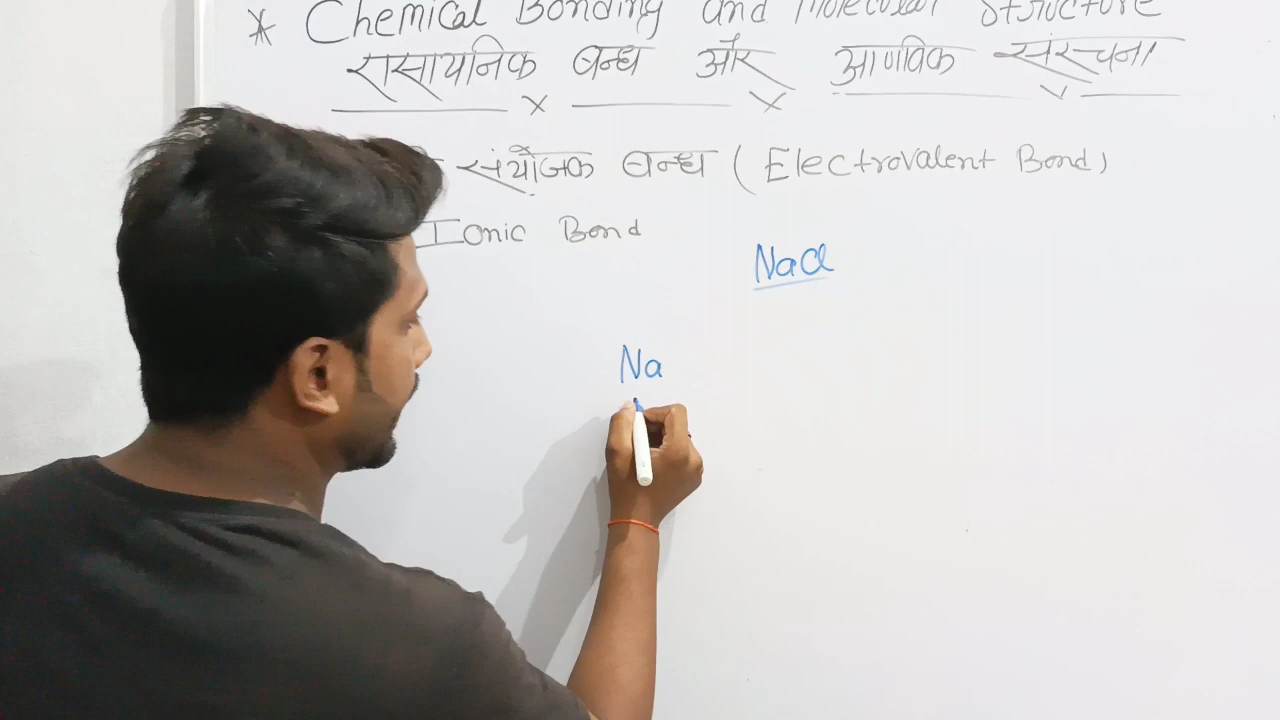 * Chemical Bonding and Molecular Structure
रासायनिक बन्ध और आणविक संरचना
संयोजक बन्ध ( Electrovalent Bond)
Ionic Bond
NaCl
Na